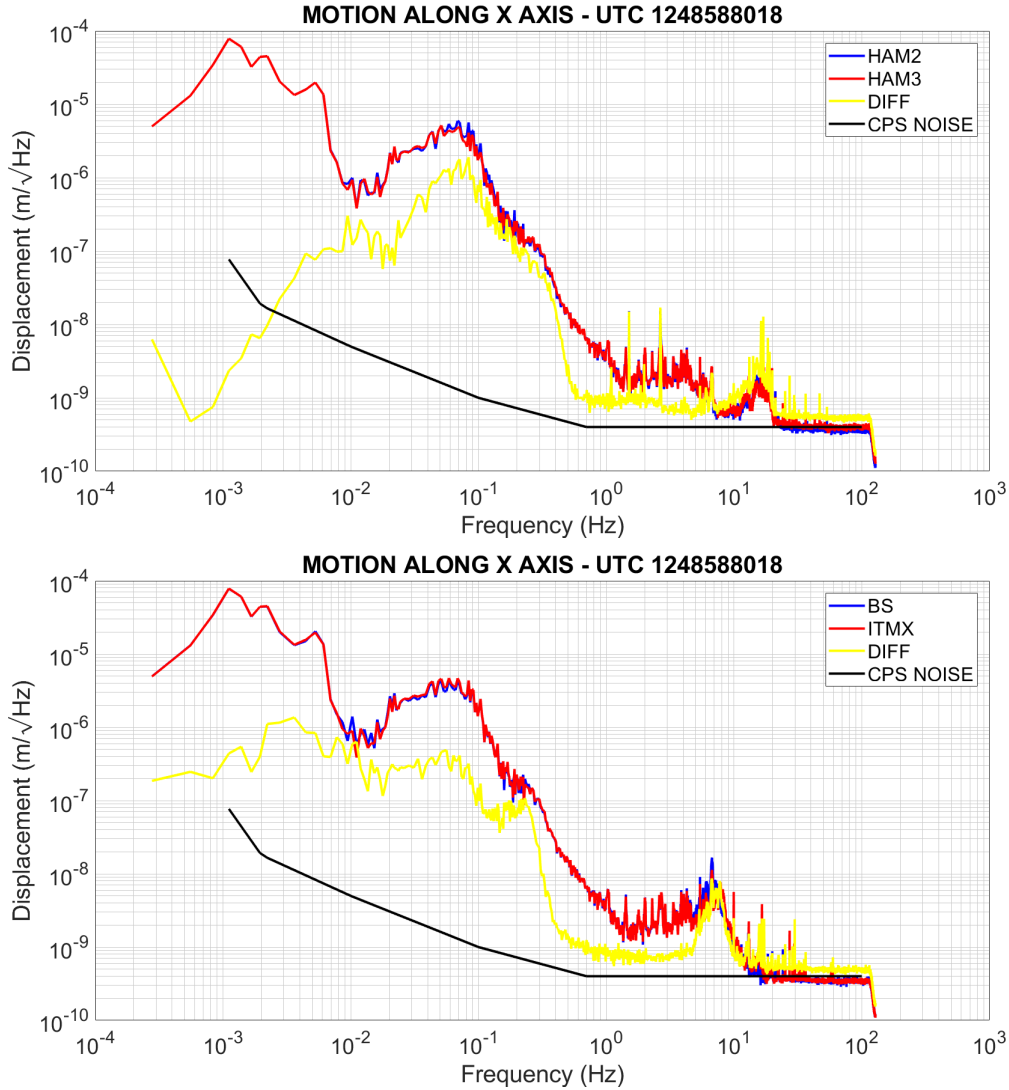 MOTION ALONG X AXIS - UTC 1248588018
Displacement (m/√Hz)
10^-4
10^-5
10^-6
10^-7
10^-8
10^-9
10^-10
HAM2
HAM3
DIFF
CPS NOISE
10^-4 10^-3 10^-2 10^-1 10^0 10^1 10^2 10^3
Frequency (Hz)
MOTION ALONG X AXIS - UTC 1248588018
Displacement (m/√Hz)
10^-4
10^-5
10^-6
10^-7
10^-8
10^-9
10^-10
BS
ITMX
DIFF
CPS NOISE
10^-4 10^-3 10^-2 10^-1 10^0 10^1 10^2 10^3
Frequency (Hz)